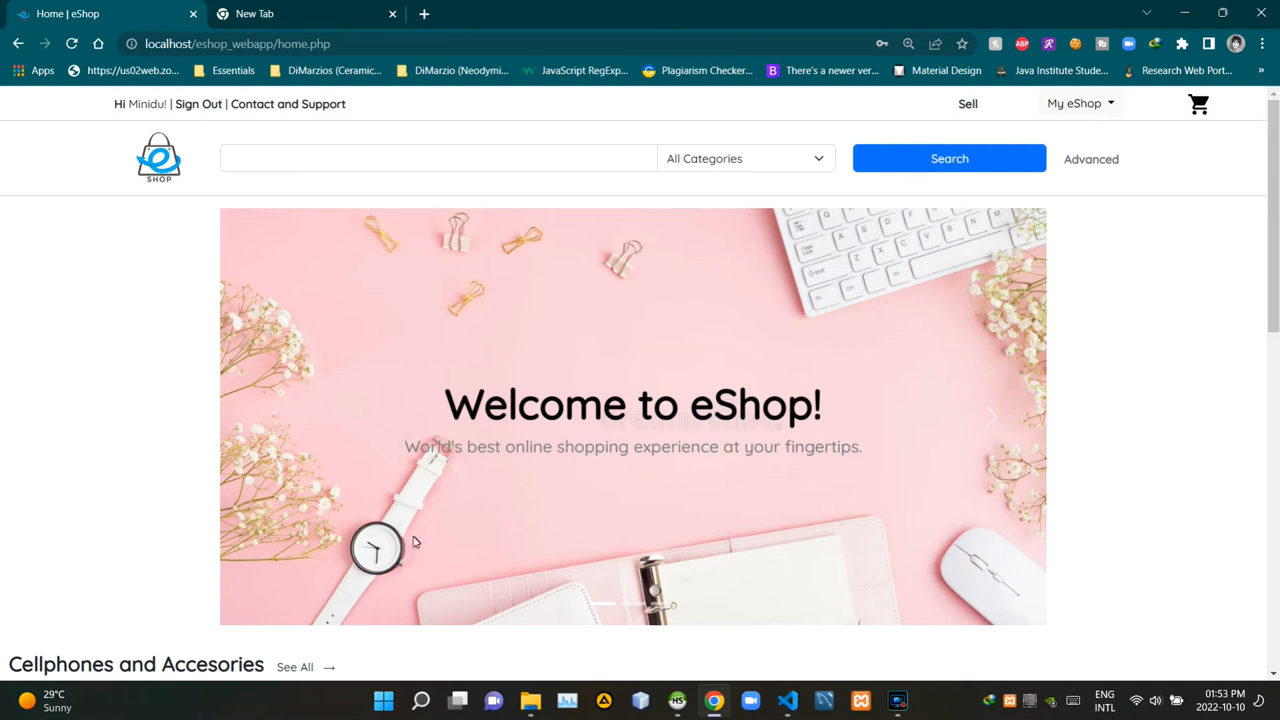 Home | eShop
New Tab
localhost/eshop_webapp/home.php
Apps
https://us02web.zo...
Essentials
DiMarzios (Ceramic...
DiMarzio (Neodymi...
JavaScript RegExp...
Plagiarism Checker...
There's a newer ver...
Material Design
Java Institute Stude...
Research Web Port...
Hi Minidu! | Sign Out | Contact and Support
Sell
My eShop
SHOP
All Categories
Search
Advanced
Welcome to eShop!
World's best online shopping experience at your fingertips.
Cellphones and Accesories
See All →
29°C
Sunny
ENG
INTL
01:53 PM
2022-10-10